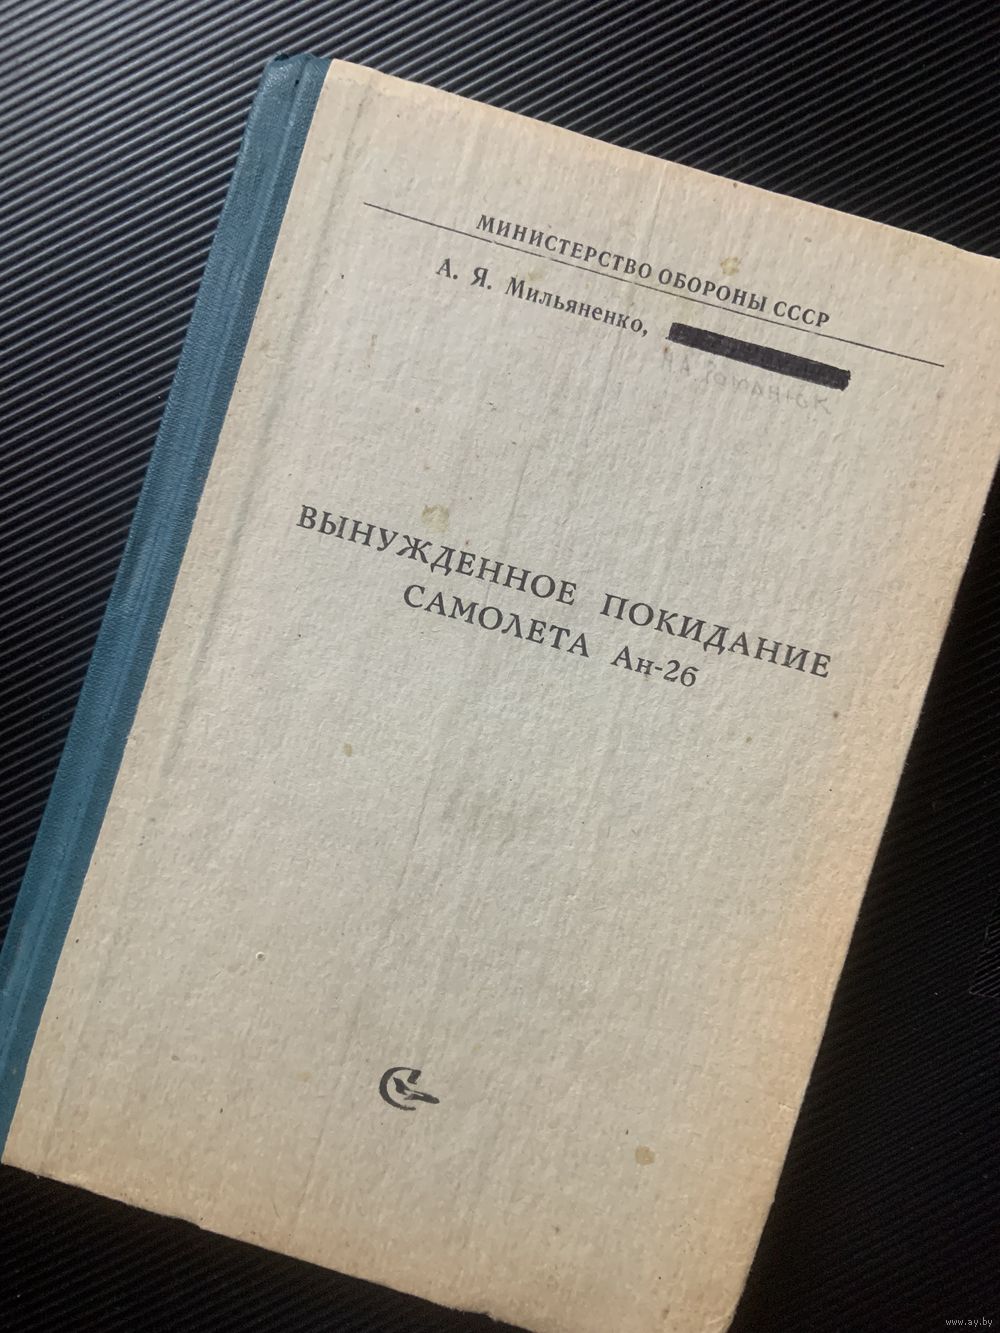 МИНИСТЕРСТВО ОБОРОНЫ СССР
А. Я. Мильяненко,
ВЫНУЖДЕННОЕ ПОКИДАНИЕ
САМОЛЕТА Ан-26
www.ay.by